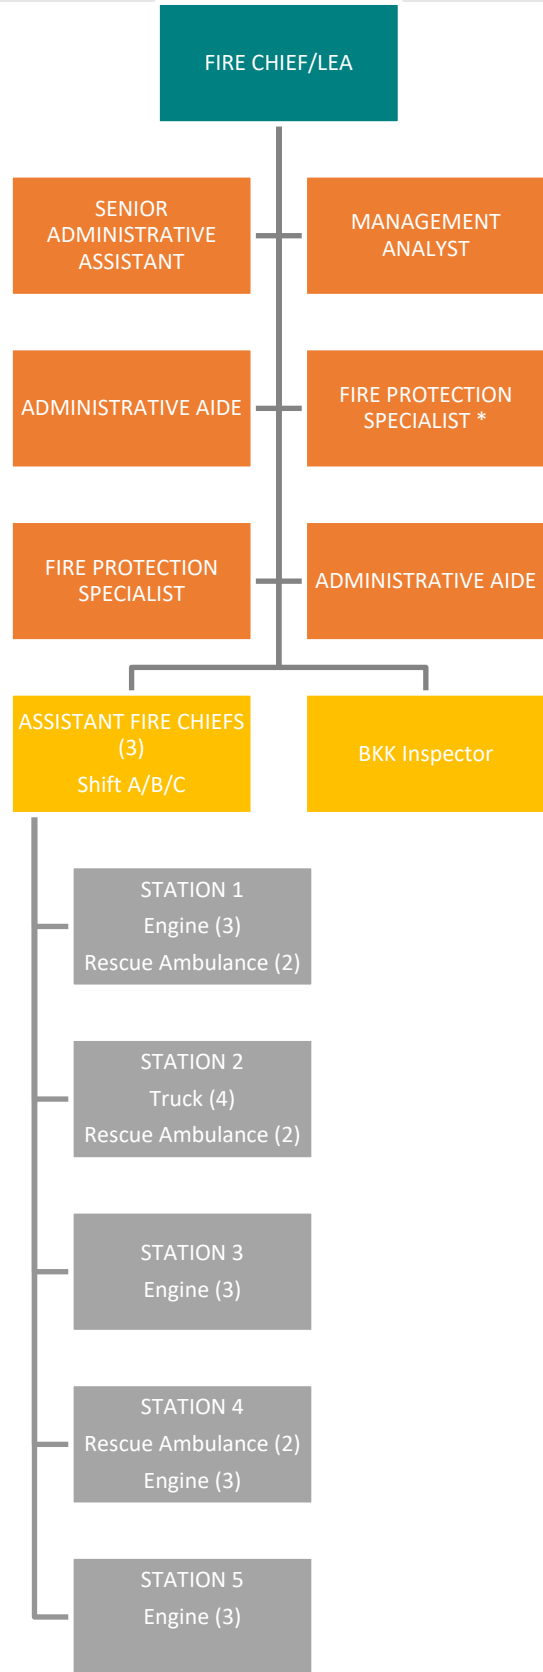 FIRE CHIEF/LEA
SENIOR
ADMINISTRATIVE
ASSISTANT
MANAGEMENT
ANALYST
ADMINISTRATIVE AIDE
FIRE PROTECTION
SPECIALIST *
FIRE PROTECTION
SPECIALIST
ADMINISTRATIVE AIDE
ASSISTANT FIRE CHIEFS
(3)
Shift A/B/C
BKK Inspector
STATION 1
Engine (3)
Rescue Ambulance (2)
STATION 2
Truck (4)
Rescue Ambulance (2)
STATION 3
Engine (3)
STATION 4
Rescue Ambulance (2)
Engine (3)
STATION 5
Engine (3)